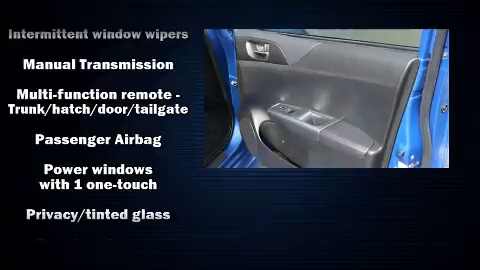 Intermittent window wipers
Manual Transmission
Multi-function remote -
Trunk/hatch/door/tailgate
Passenger Airbag
Power windows
with 1 one-touch
Privacy/tinted glass